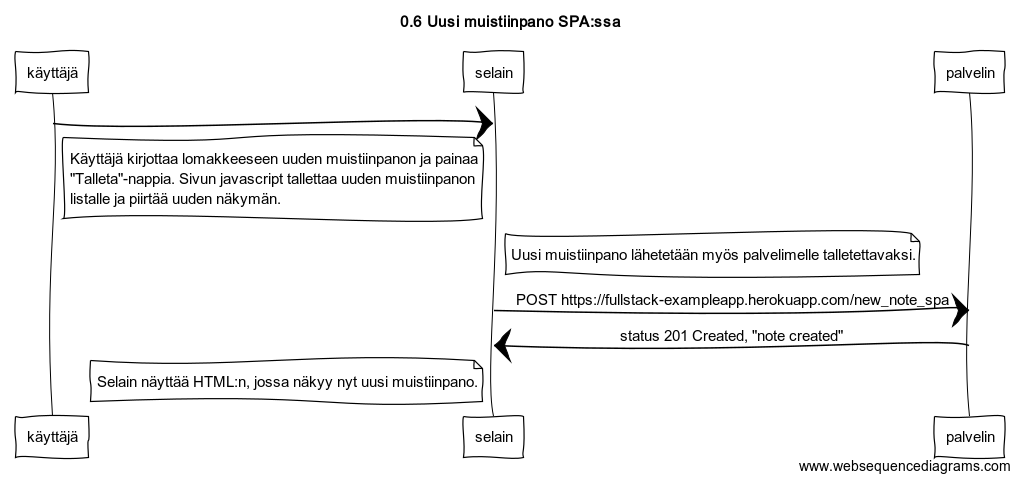 0.6 Uusi muistiinpano SPA:ssa
käyttäjä
selain
palvelin
Käyttäjä kirjottaa lomakkeeseen uuden muistiinpanon ja painaa
"Talleta"-nappia. Sivun javascript tallettaa uuden muistiinpanon
listalle ja piirtää uuden näkymän.
Uusi muistiinpano lähetetään myös palvelimelle talletettavaksi.
POST https://fullstack-exampleapp.herokuapp.com/new_note_spa
status 201 Created, "note created"
Selain näyttää HTML:n, jossa näkyy nyt uusi muistiinpano.
käyttäjä
selain
palvelin
www.websequencediagrams.com